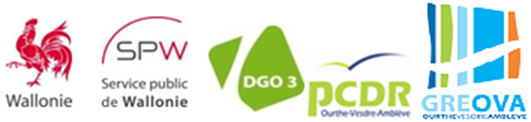 Wallonie
SPW
Service public
de Wallonie
DGO 3
PCDR
Ourthe-Vesdre-Amblève
GREOVA
OURTHEVESDREAMBLEVE